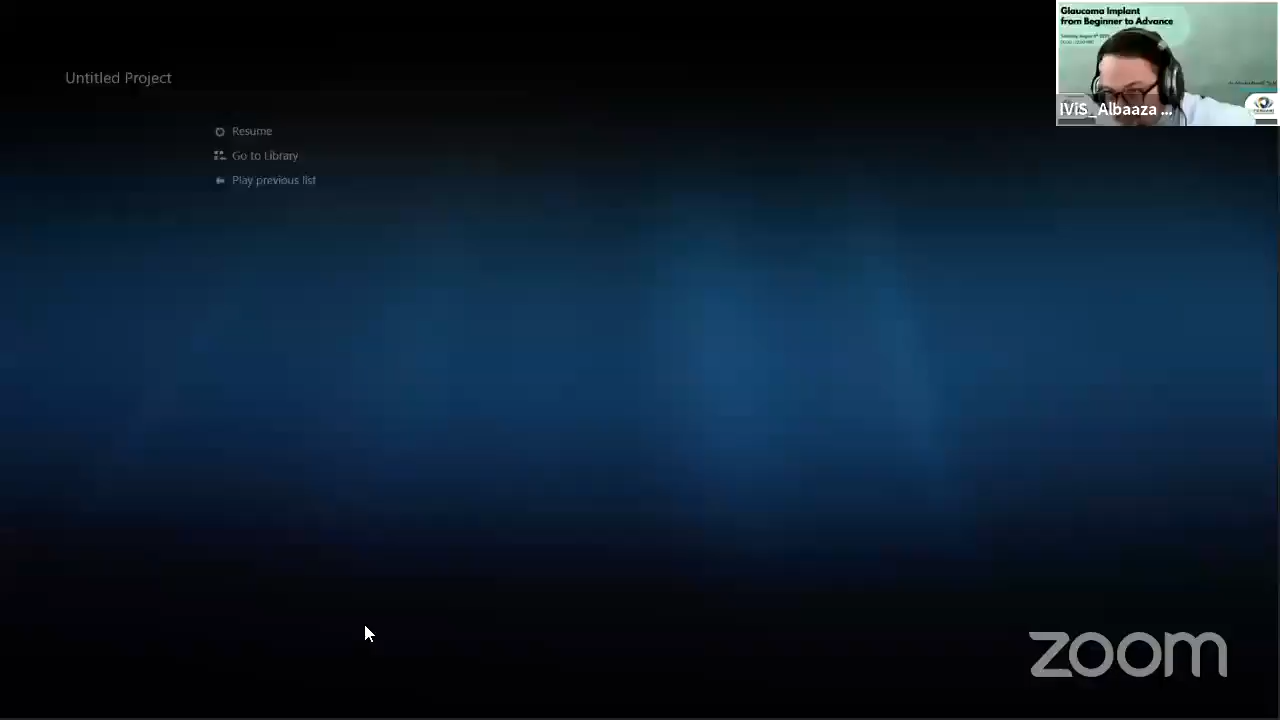 Glaucoma Implant
from Beginner to Advance
Untitled Project
IViS_Albaaza ...
Resume
Go to Library
Play previous list
zoom